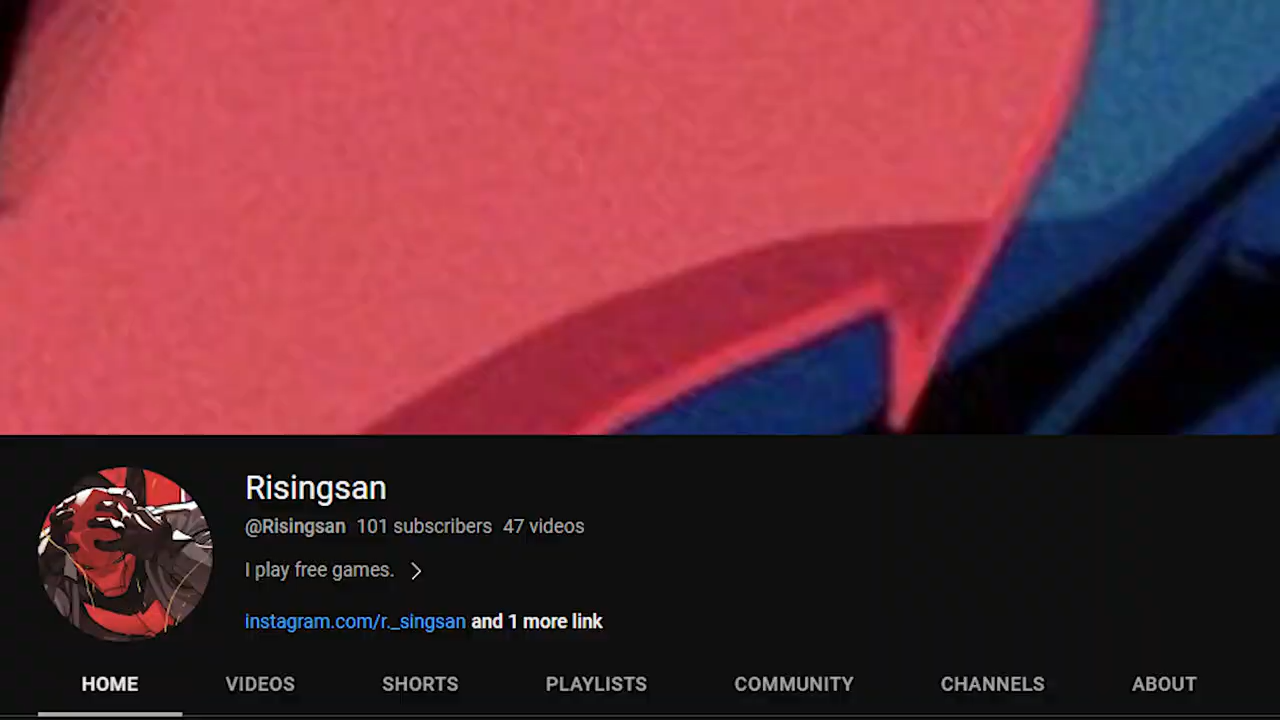 Risingsan
@Risingsan 101 subscribers 47 videos
I play free games.
instagram.com/r._singsan and 1 more link
HOME VIDEOS SHORTS PLAYLISTS COMMUNITY CHANNELS ABOUT